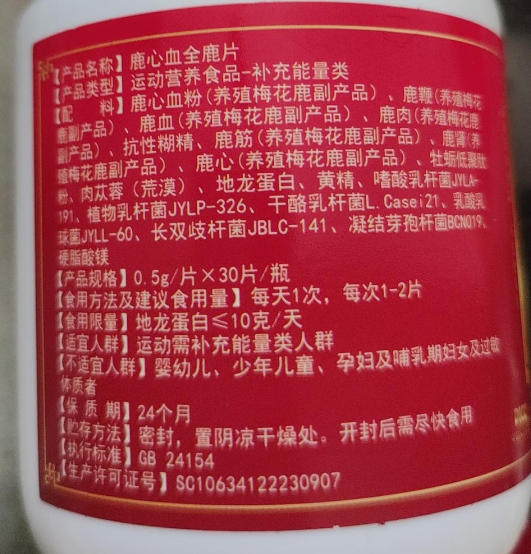 【产品名称】鹿心血全鹿片
【产品类型】运动营养食品-补充能量类
【配 料】鹿心血粉(养殖梅花鹿副产品)、鹿鞭(养殖梅花
鹿副产品)、鹿血(养殖梅花鹿副产品)、鹿肉(养殖梅花鹿
副产品)、抗性糊精、鹿筋(养殖梅花鹿副产品)、鹿肾(养
殖梅花鹿副产品)、鹿心(养殖梅花鹿副产品)、牡蛎低聚肽
粉、肉苁蓉(荒漠)、地龙蛋白、黄精、嗜酸乳杆菌JYLA-
191、植物乳杆菌JYLP-326、干酪乳杆菌L.Casei21、乳酸乳
球菌JYLL-60、长双歧杆菌JBLC-141、凝结芽孢杆菌BCN019、
硬脂酸镁
【产品规格】0.5g/片×30片/瓶
【食用方法及建议食用量】每天1次，每次1-2片
【食用限量】地龙蛋白≤10克/天
【适宜人群】运动需补充能量类人群
【不适宜人群】婴幼儿、少年儿童、孕妇及哺乳期妇女及过敏
体质者
【保 质 期】24个月
【贮存方法】密封，置阴凉干燥处。开封后需尽快食用
【执行标准】GB 24154
【生产许可证号】SC10634122230907